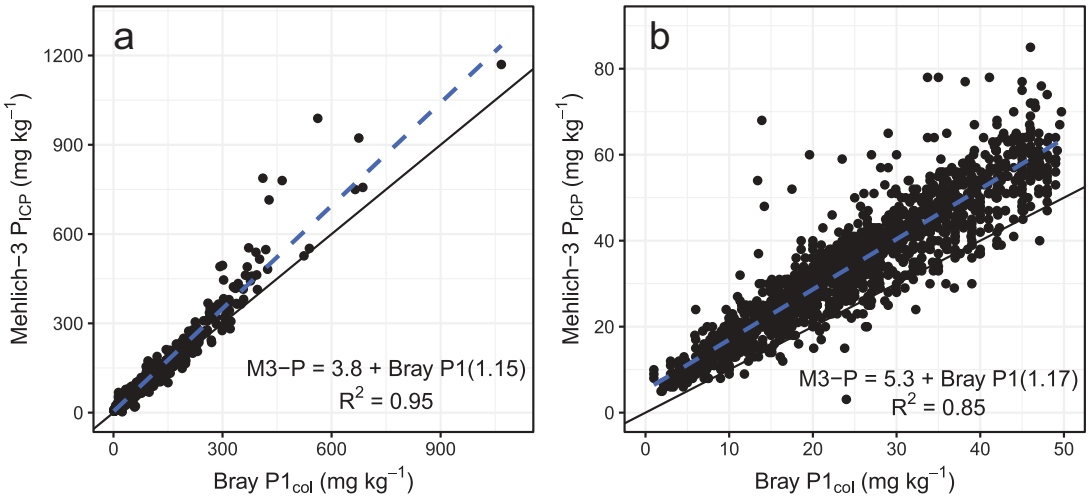 a
Mehlich−3 P_ICP (mg kg⁻¹)
1200
900
600
300
0
M3−P = 3.8 + Bray P1(1.15)
R² = 0.95
0 300 600 900
Bray P1_col (mg kg⁻¹)
b
Mehlich−3 P_ICP (mg kg⁻¹)
80
60
40
20
0
M3−P = 5.3 + Bray P1(1.17)
R² = 0.85
0 10 20 30 40 50
Bray P1_col (mg kg⁻¹)